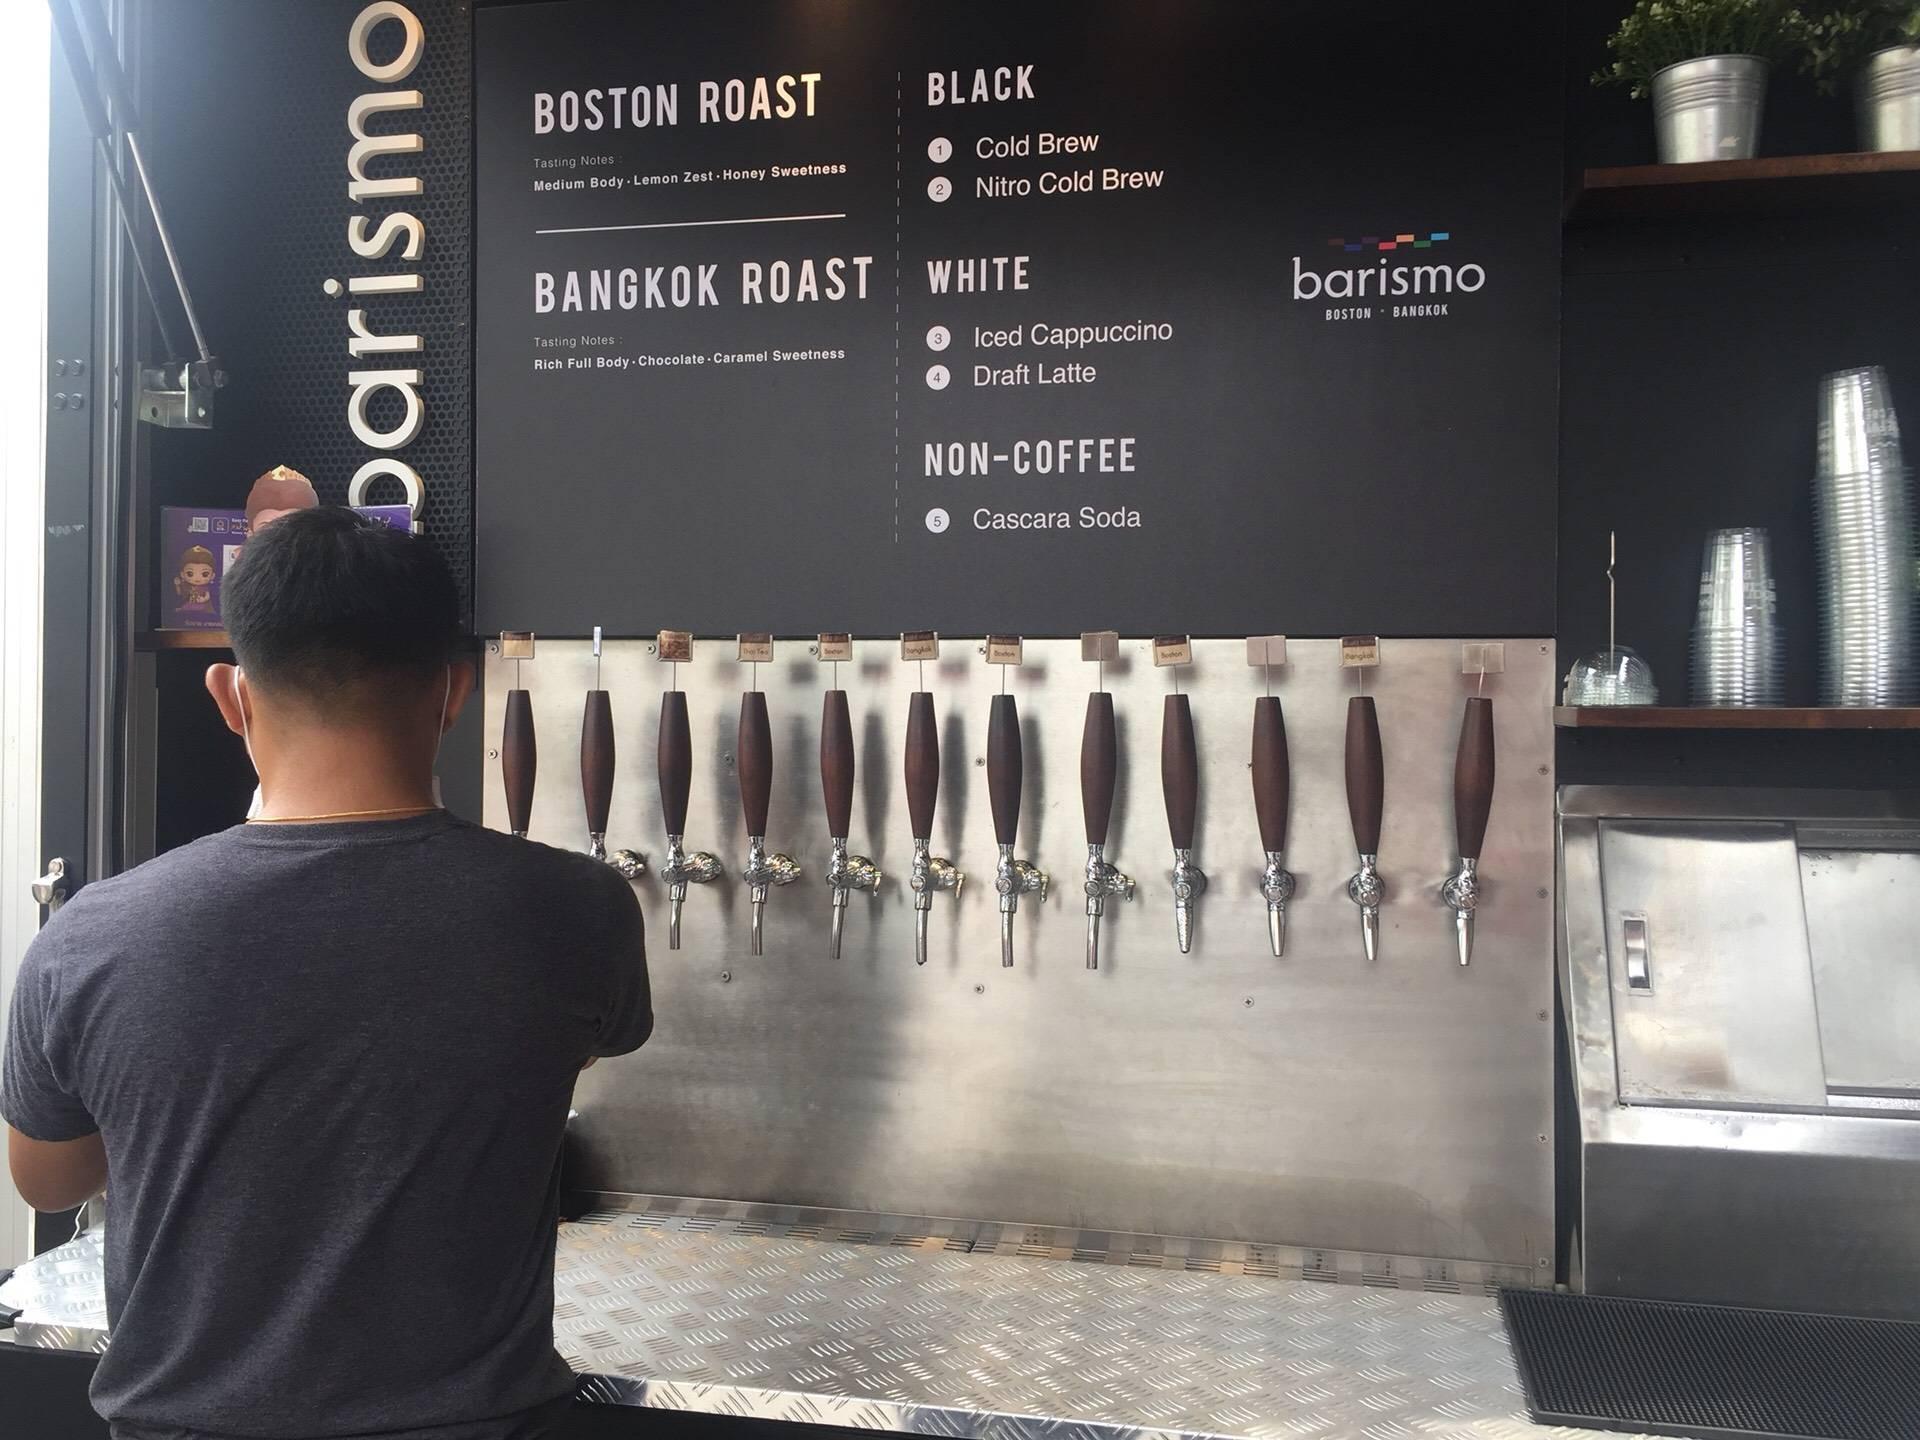 barismo
BOSTON ROAST
Tasting Notes :
Medium Body · Lemon Zest · Honey Sweetness
BANGKOK ROAST
Tasting Notes :
Rich Full Body · Chocolate · Caramel Sweetness
BLACK
1 Cold Brew
2 Nitro Cold Brew
WHITE
3 Iced Cappuccino
4 Draft Latte
NON-COFFEE
5 Cascara Soda
barismo
BOSTON · BANGKOK
Thai Tea
Boston
Bangkok
Boston
Boston
Bangkok